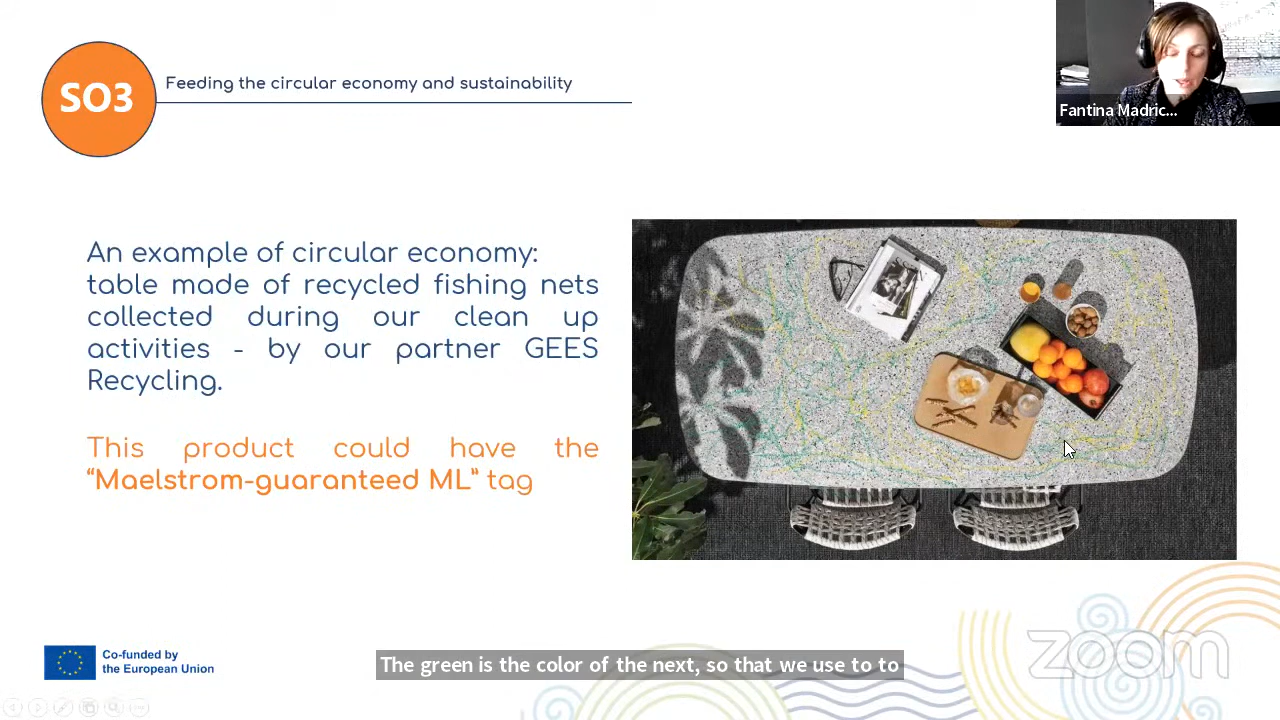 SO3
Feeding the circular economy and sustainability
Fantina Madric...
An example of circular economy:
table made of recycled fishing nets
collected during our clean up
activities - by our partner GEES
Recycling.
This product could have the
“Maelstrom-guaranteed ML” tag
Co-funded by
the European Union
The green is the color of the next, so that we use to to
zoom